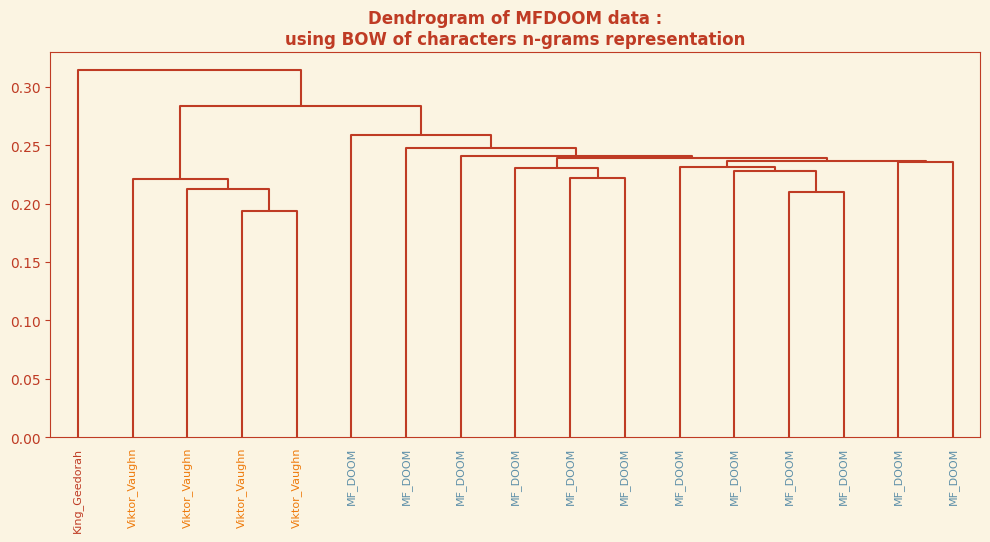 Dendrogram of MFDOOM data :
using BOW of characters n-grams representation
0.30
0.25
0.20
0.15
0.10
0.05
0.00
King_Geedorah
Viktor_Vaughn
Viktor_Vaughn
Viktor_Vaughn
Viktor_Vaughn
MF_DOOM
MF_DOOM
MF_DOOM
MF_DOOM
MF_DOOM
MF_DOOM
MF_DOOM
MF_DOOM
MF_DOOM
MF_DOOM
MF_DOOM
MF_DOOM